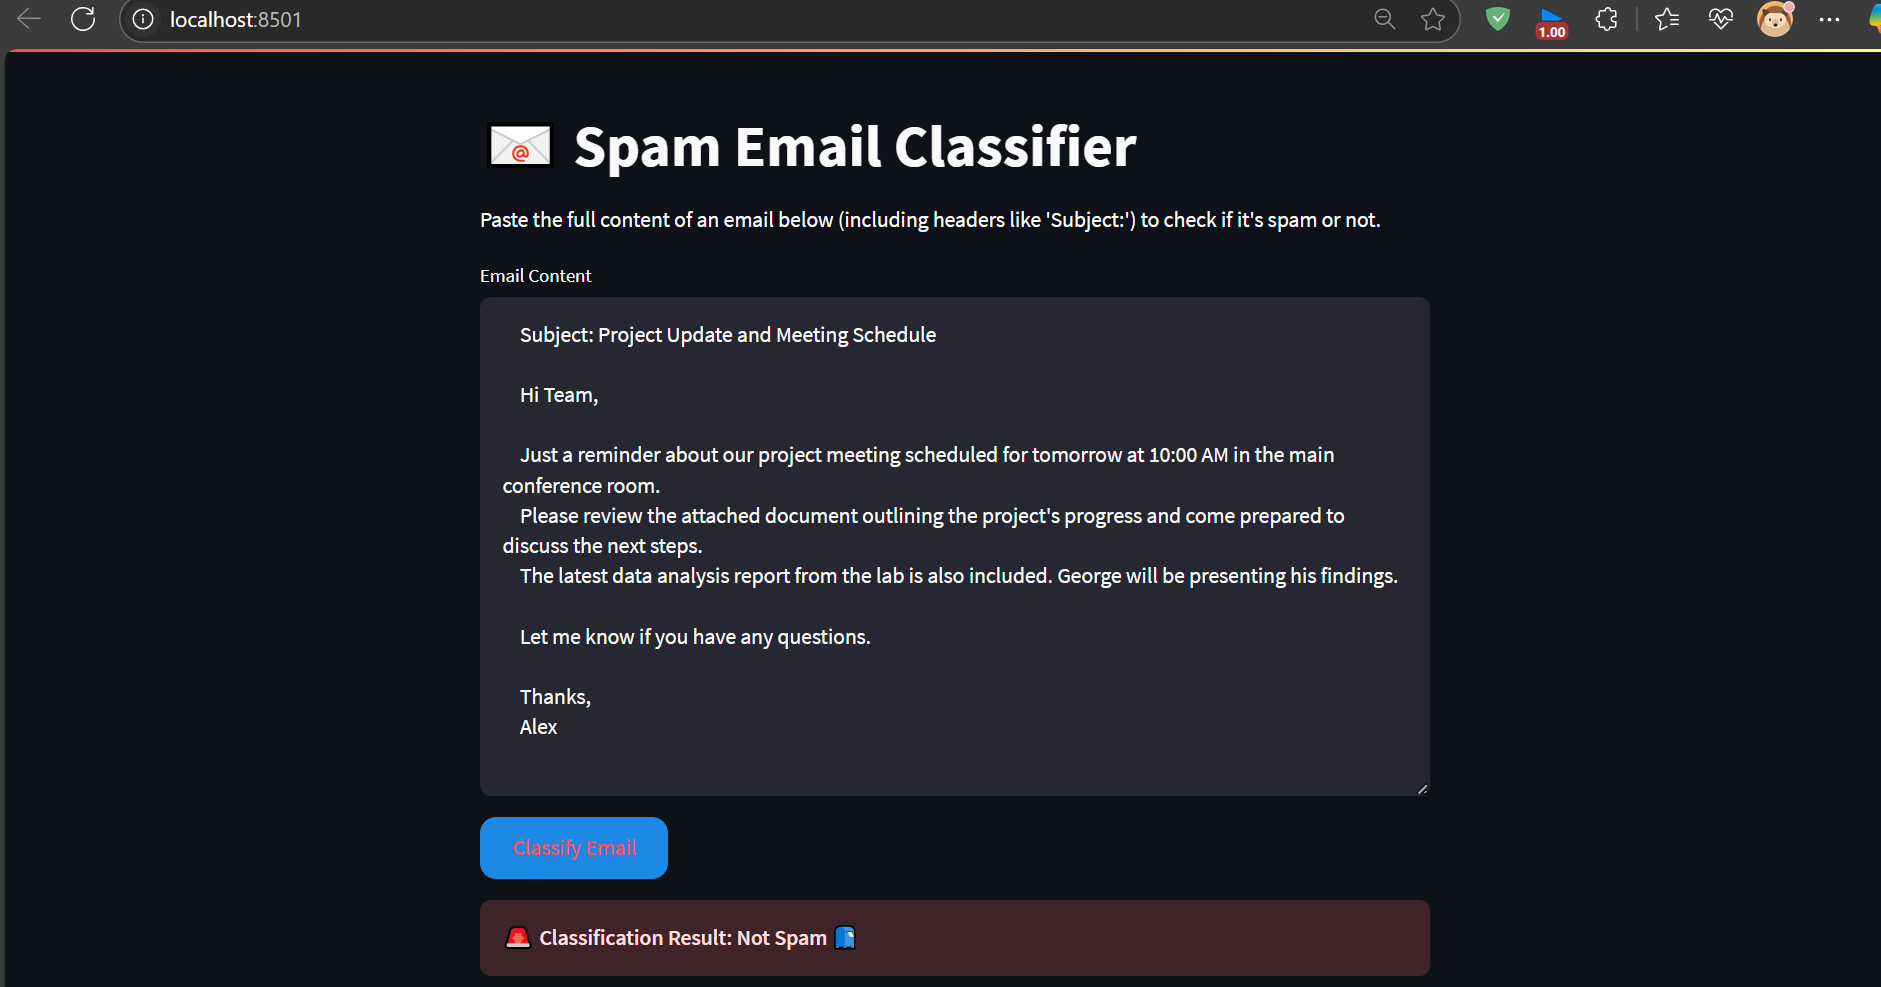 localhost:8501
1.00
Spam Email Classifier
Paste the full content of an email below (including headers like 'Subject:') to check if it's spam or not.
Email Content
Subject: Project Update and Meeting Schedule
Hi Team,
Just a reminder about our project meeting scheduled for tomorrow at 10:00 AM in the main
conference room.
Please review the attached document outlining the project's progress and come prepared to
discuss the next steps.
The latest data analysis report from the lab is also included. George will be presenting his findings.
Let me know if you have any questions.
Thanks,
Alex
Classify Email
Classification Result: Not Spam